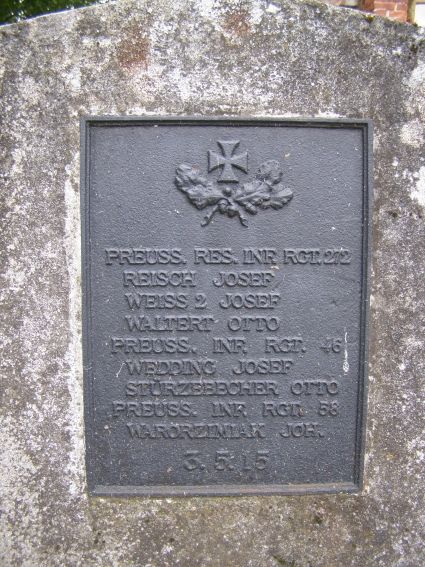 PREUSS. RES. INF. RGT. 272
REISCH JOSEF
WEISS 2 JOSEF
WALTERT OTTO
PREUSS. INF. RGT. 46
WEDDING JOSEF
STÜRZEBECHER OTTO
PREUSS. INF. RGT. 58
WARORZIMIAK JOH.
3. 5. 15